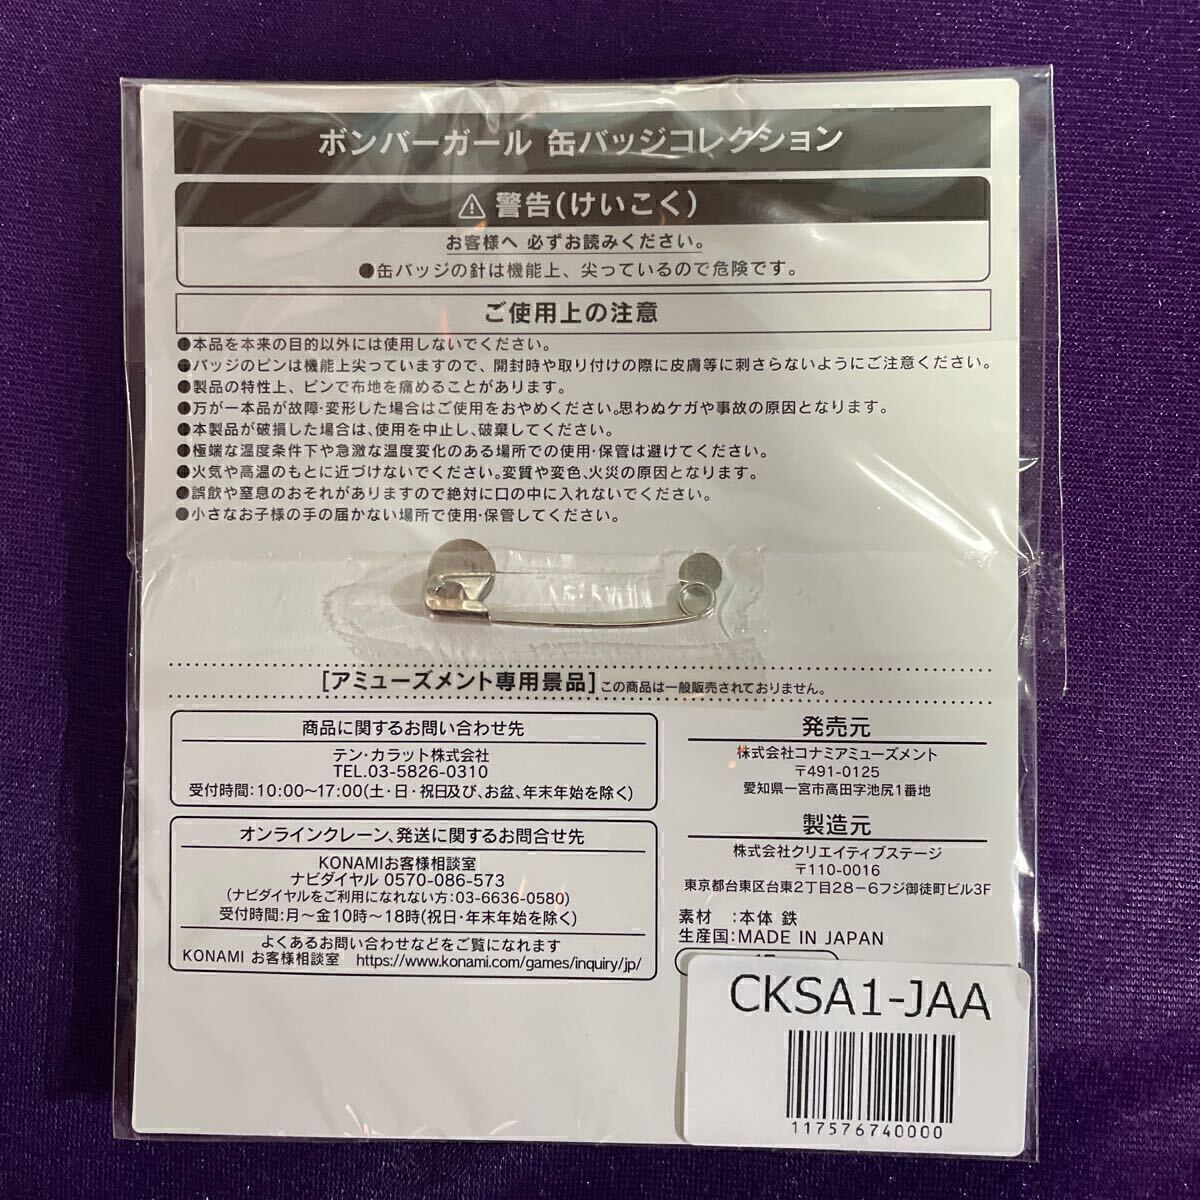 ボンバーガール 缶バッジコレクション
⚠ 警告(けいこく)
お客様へ 必ずお読みください。
●缶バッジの針は機能上、尖っているので危険です。
ご使用上の注意
●本品を本来の目的以外には使用しないでください。
●バッジのピンは機能上尖っていますので、開封時や取り付けの際に皮膚等に刺さらないようにご注意ください。
●製品の特性上、ピンで布地を痛めることがあります。
●万が一本品が故障・変形した場合はご使用をおやめください。思わぬケガや事故の原因となります。
●本製品が破損した場合は、使用を中止し、破棄してください。
●極端な温度条件下や急激な温度変化のある場所での使用・保管は避けてください。
●火気や高温のもとに近づけないでください。変質や変色、火災の原因となります。
●誤飲や窒息のおそれがありますので絶対に口の中に入れないでください。
●小さなお子様の手の届かない場所で使用・保管してください。
[アミューズメント専用景品]この商品は一般販売されておりません。
商品に関するお問い合わせ先
テン・カラット株式会社
TEL.03-5826-0310
受付時間:10:00〜17:00(土・日・祝日及び、お盆、年末年始を除く)
オンラインクレーン、発送に関するお問合せ先
KONAMIお客様相談室
ナビダイヤル 0570-086-573
(ナビダイヤルをご利用になれない方:03-6636-0580)
受付時間:月〜金10時〜18時(祝日・年末年始を除く)
よくあるお問い合わせなどをご覧になれます
KONAMI お客様相談室 https://www.konami.com/games/inquiry/jp/
発売元
株式会社コナミアミューズメント
〒491-0125
愛知県一宮市高田字池尻1番地
製造元
株式会社クリエイティブステージ
〒110-0016
東京都台東区台東2丁目28-6フジ御徒町ビル3F
素材 :本体 鉄
生産国:MADE IN JAPAN
CKSA1-JAA
117576740000